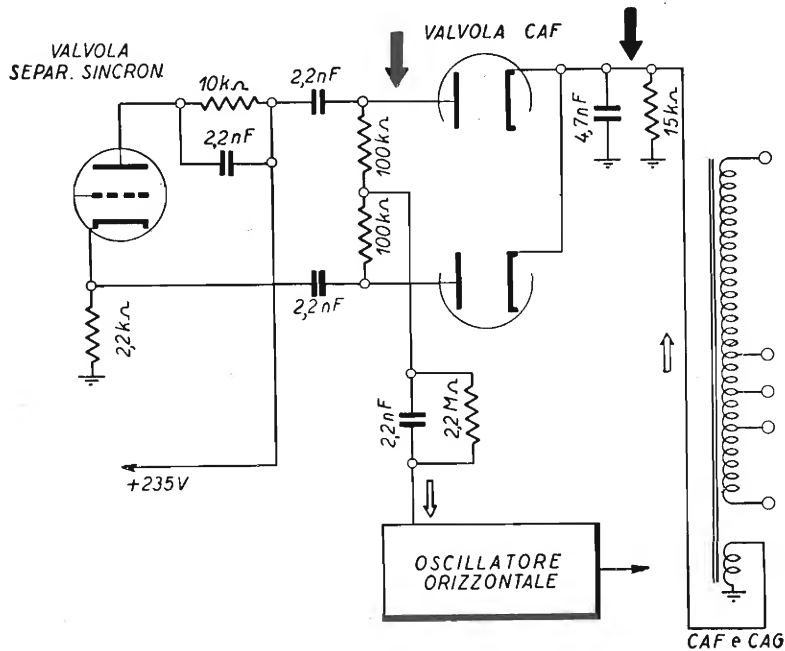 VALVOLA
SEPAR. SINCRON.
10kΩ
2,2nF
2,2nF
VALVOLA CAF
100kΩ
100kΩ
4,7nF
15kΩ
2,2kΩ
2,2nF
2,2nF
2,2MΩ
+235V
OSCILLATORE
ORIZZONTALE
CAF e CAG